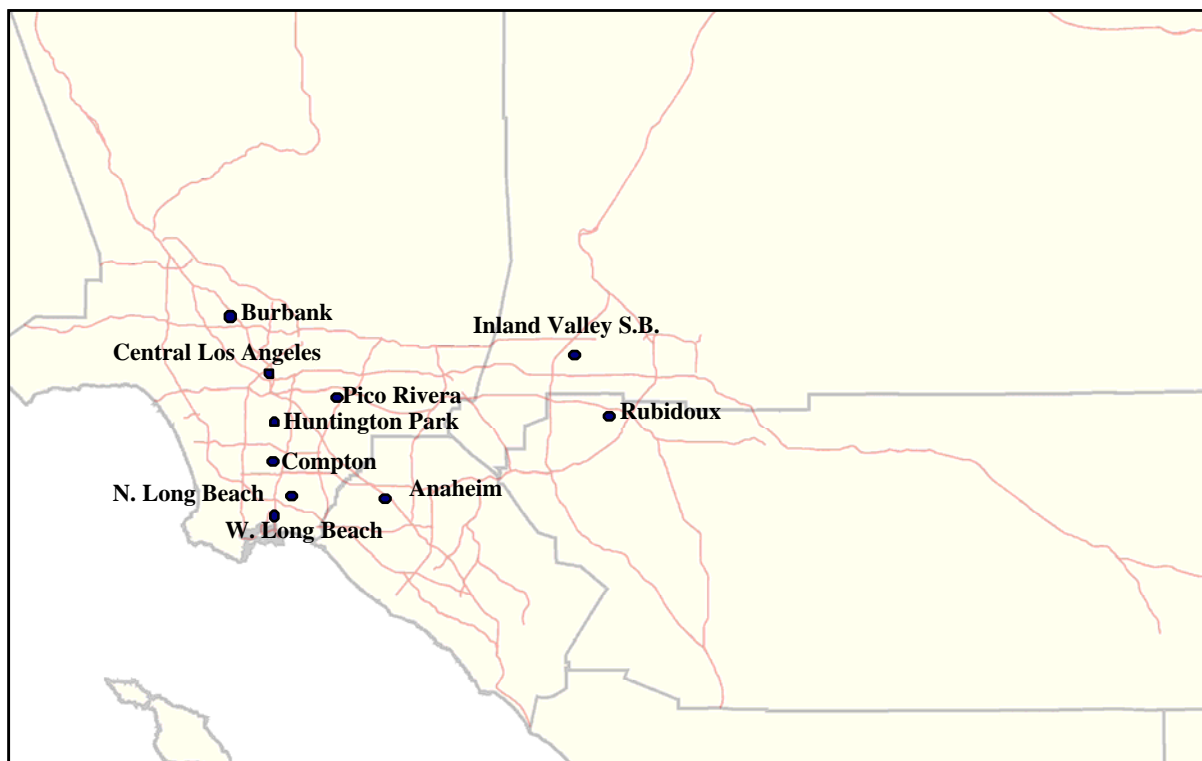 Burbank
Inland Valley S.B.
Central Los Angeles
Pico Rivera
Rubidoux
Huntington Park
Compton
Anaheim
N. Long Beach
W. Long Beach